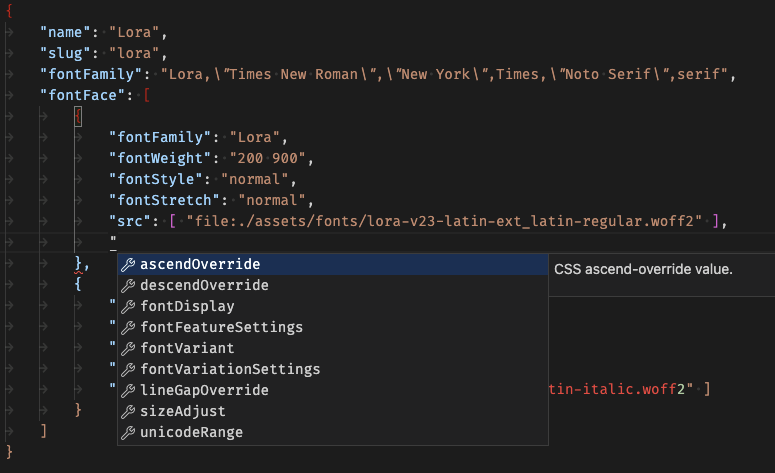 {
"name": "Lora",
"slug": "lora",
"fontFamily": "Lora,\"Times New Roman\",\"New York\",Times,\"Noto Serif\",serif",
"fontFace": [
{
"fontFamily": "Lora",
"fontWeight": "200 900",
"fontStyle": "normal",
"fontStretch": "normal",
"src": [ "file:./assets/fonts/lora-v23-latin-ext_latin-regular.woff2" ],
"
},
ascendOverride
CSS ascend-override value.
{
descendOverride
" fontDisplay
" fontFeatureSettings
" fontVariant
" fontVariationSettings
" lineGapOverride
tin-italic.woff2" ]
} sizeAdjust
] unicodeRange
}